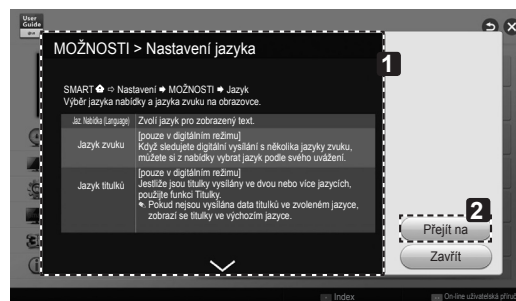 User
Guide
MOŽNOSTI > Nastavení jazyka
1
SMART ⇨ Nastavení ➡ MOŽNOSTI ➡ Jazyk
Výběr jazyka nabídky a jazyka zvuku na obrazovce.
Jaz. Nabídka (Language) Zvolí jazyk pro zobrazený text.
[pouze v digitálním režimu]
Jazyk zvuku Když sledujete digitální vysílání s několika jazyky zvuku,
můžete si z nabídky vybrat jazyk podle svého uvážení.
[pouze v digitálním režimu]
Jazyk titulků Jestliže jsou titulky vysílány ve dvou nebo více jazycích,
použijte funkci Titulky.
Pokud nejsou vysílána data titulků ve zvoleném jazyce,
zobrazí se titulky ve výchozím jazyce.
2
Přejít na
Zavřít
Index
On-line uživatelská příruč